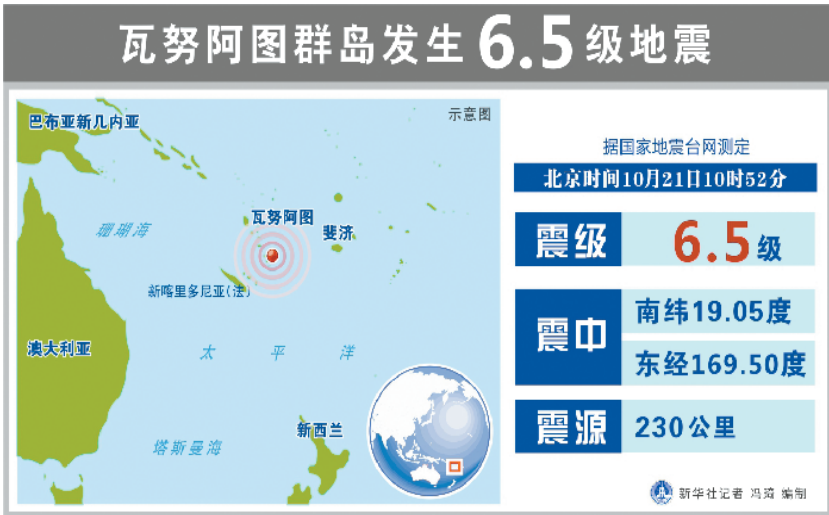 瓦努阿图群岛发生6.5级地震
示意图
巴布亚新几内亚
珊瑚海
瓦努阿图
斐济
新喀里多尼亚(法)
澳大利亚
太平洋
新西兰
塔斯曼海
据国家地震台网测定
北京时间10月21日10时52分
震级
6.5级
震中
南纬19.05度
东经169.50度
震源
230公里
新华社记者 冯琦 编制